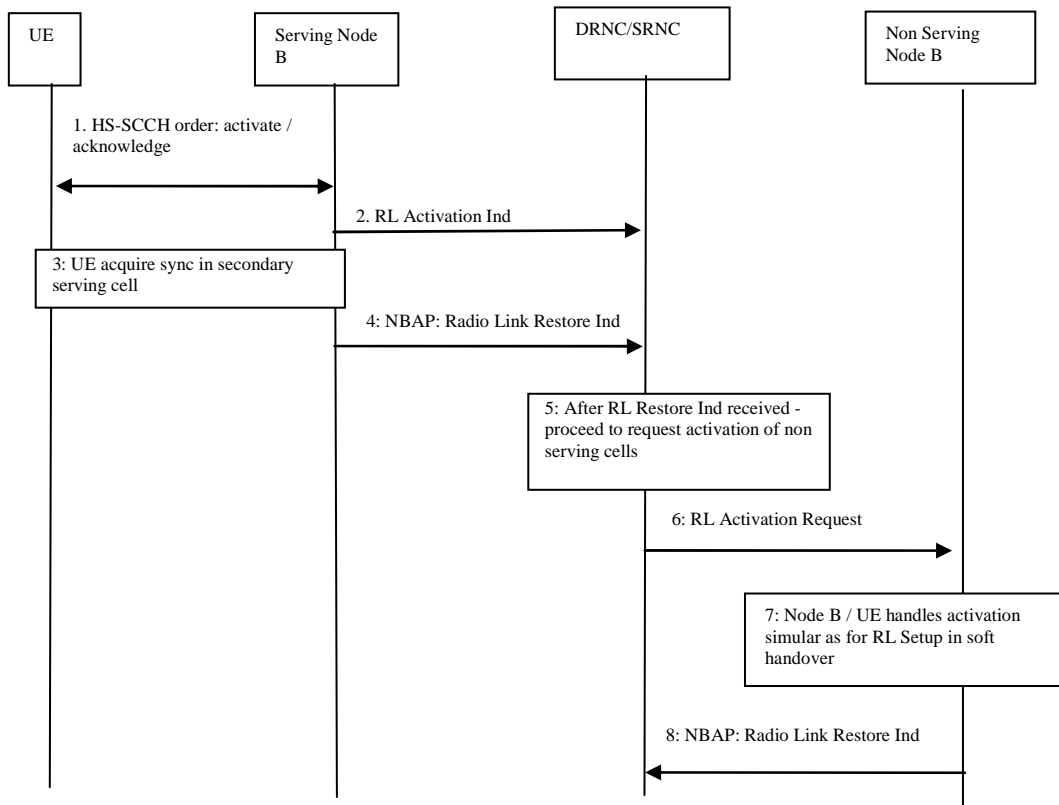 UE
Serving Node
B
DRNC/SRNC
Non Serving
Node B
1. HS-SCCH order: activate /
acknowledge
2. RL Activation Ind
3: UE acquire sync in secondary
serving cell
4: NBAP: Radio Link Restore Ind
5: After RL Restore Ind received -
proceed to request activation of non
serving cells
6: RL Activation Request
7: Node B / UE handles activation
simular as for RL Setup in soft
handover
8: NBAP: Radio Link Restore Ind